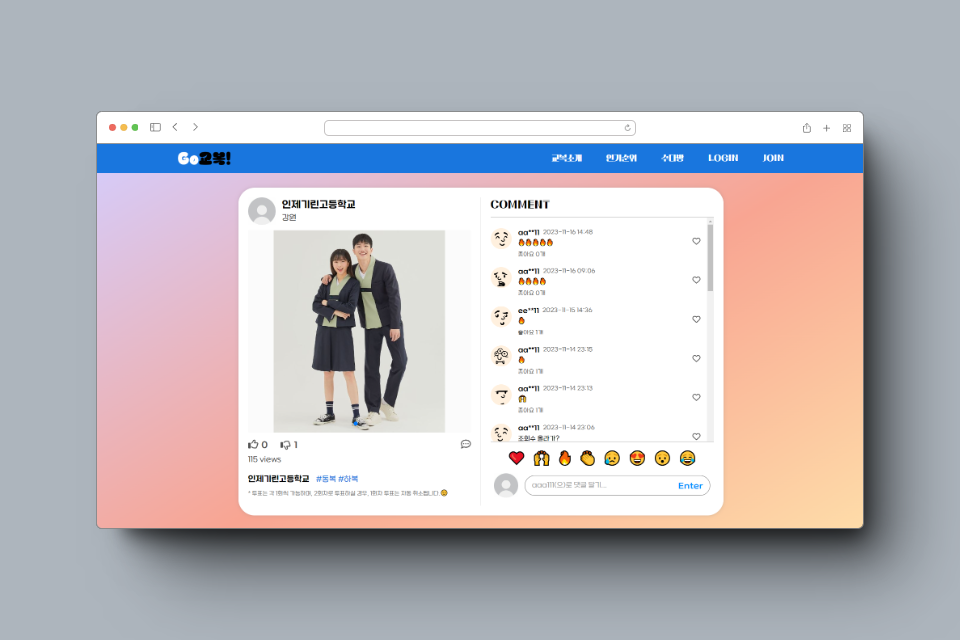 Go교복!
교복소개 인기순위 수다방 LOGIN JOIN
인제기린고등학교
강원
0 1
115 views
인제기린고등학교 #동복 #하복
* 투표는 각 1회씩 가능하며, 2회차로 투표하실 경우, 1회차 투표는 자동 취소됩니다
COMMENT
aa**11 2023-11-16 14:48
좋아요 0개
aa**11 2023-11-16 09:06
좋아요 0개
ee**11 2023-11-15 14:36
좋아요 1개
aa**11 2023-11-14 23:15
좋아요 1개
aa**11 2023-11-14 23:13
좋아요 1개
aa**11 2023-11-14 23:06
조회수 올라가?
aaa111(으)로 댓글 달기... Enter